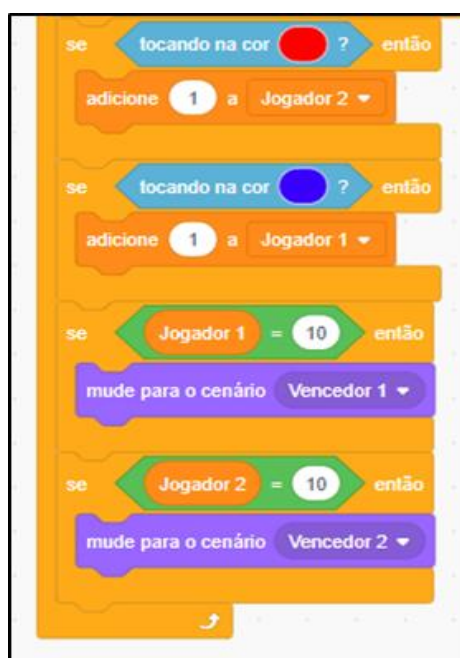 se tocando na cor ? então
adicione 1 a Jogador 2
se tocando na cor ? então
adicione 1 a Jogador 1
se Jogador 1 = 10 então
mude para o cenário Vencedor 1
se Jogador 2 = 10 então
mude para o cenário Vencedor 2